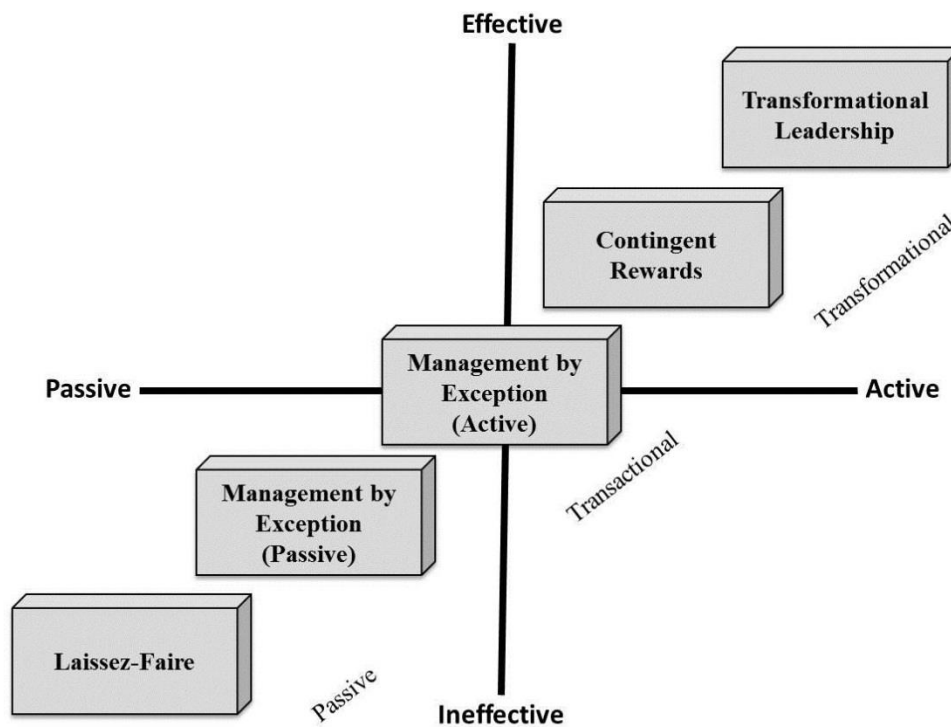 Effective
Transformational
Leadership
Contingent
Rewards
Transformational
Management by
Exception
(Active)
Passive
Active
Transactional
Management by
Exception
(Passive)
Laissez-Faire
Passive
Ineffective